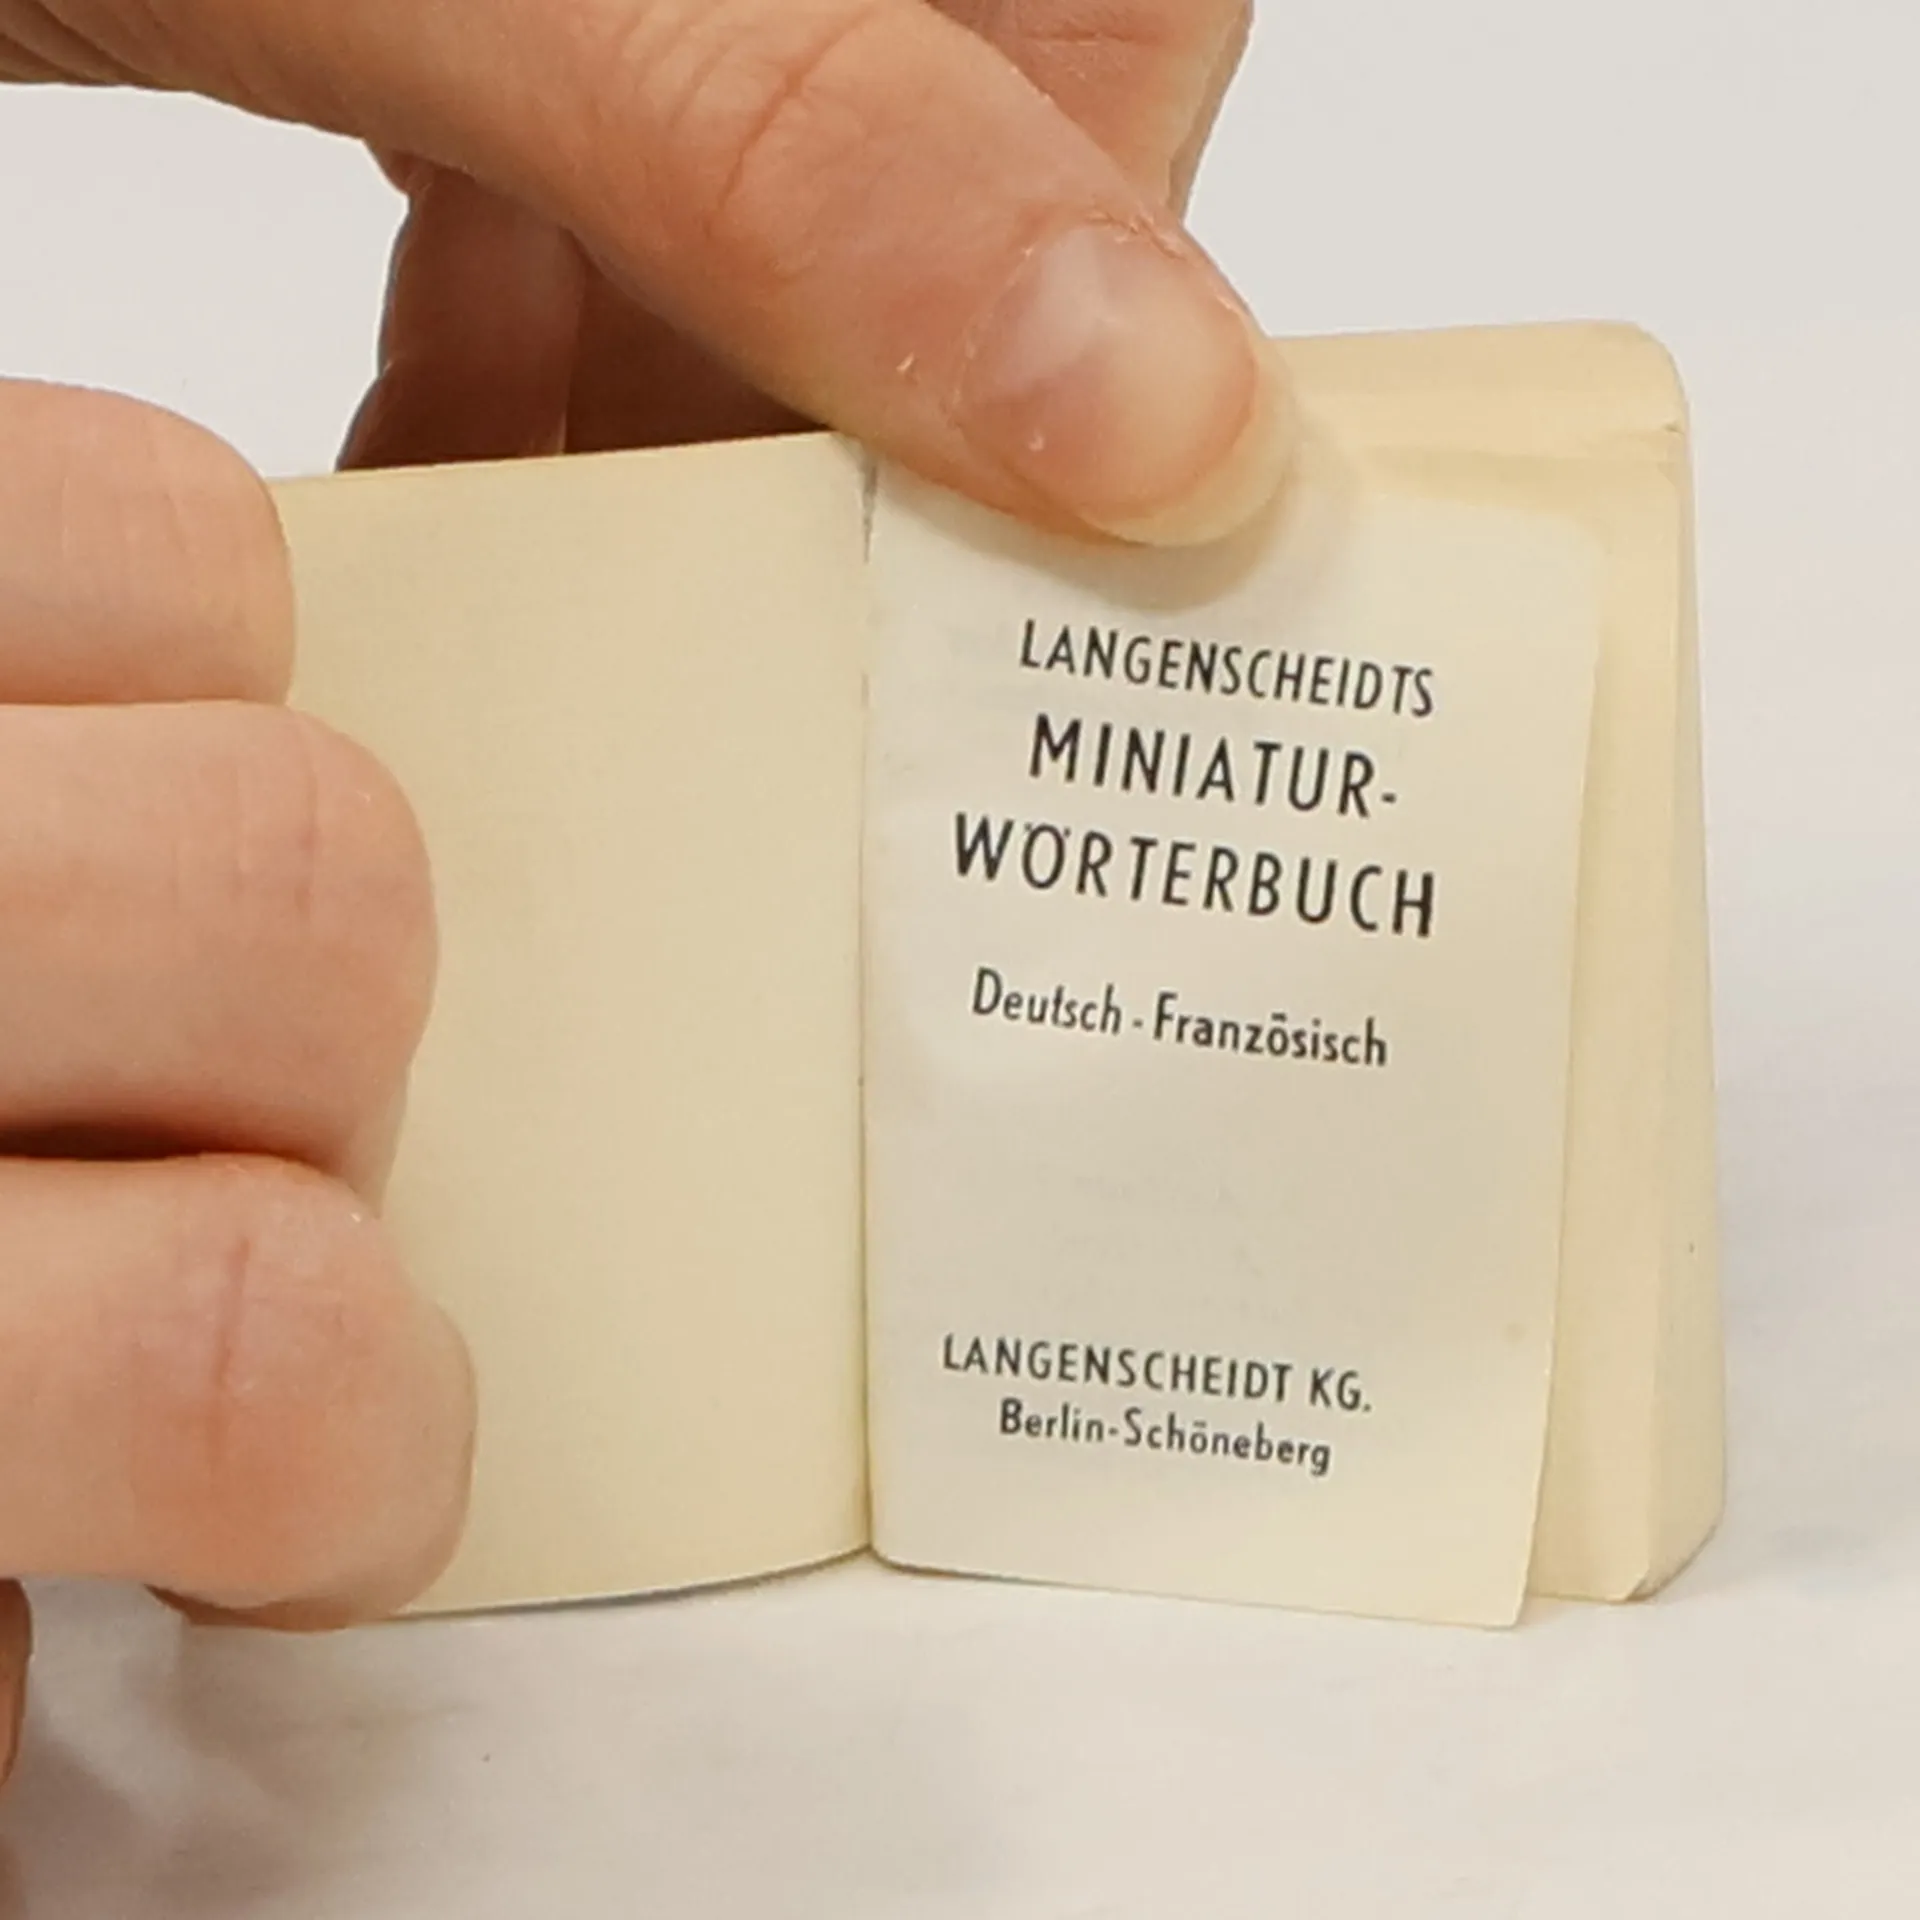 LANGENSCHEIDTS
MINIATUR-
WÖRTERBUCH
Deutsch - Französisch
LANGENSCHEIDT KG.
Berlin-Schöneberg